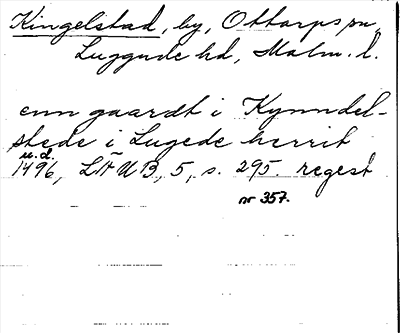 Kingelstad, by, Ottarps sn,
Luggude hd, Malm. l.
enn gaardt i Kynndel-
stede i Lugede herrit
u.d.
1496, LÅUB, 5, s. 295. regest
nr 357.